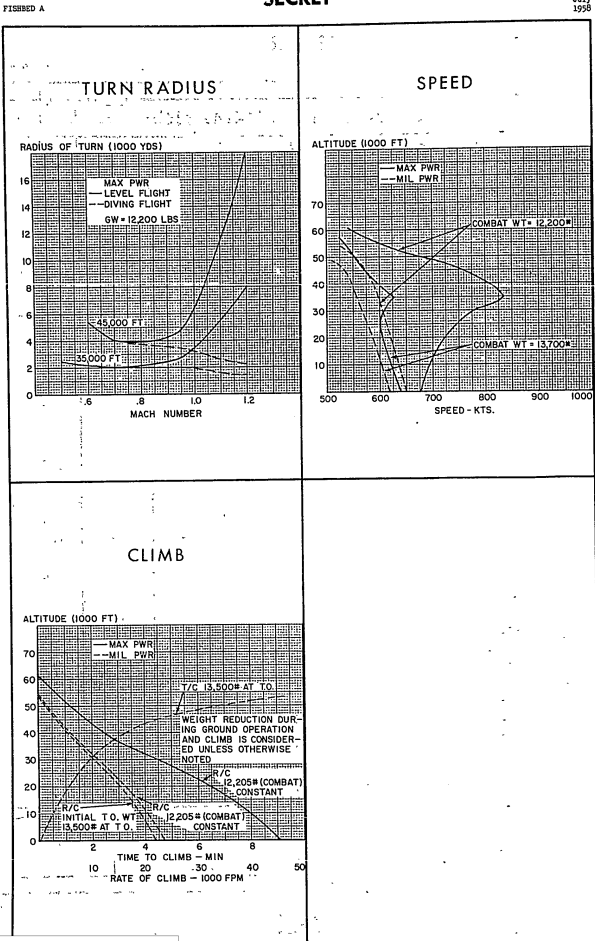 FISHBED A
SECRET
July
1958
TURN RADIUS
RADIUS OF TURN (1000 YDS)
MAX PWR
LEVEL FLIGHT
DIVING FLIGHT
GW = 12,200 LBS
16
14
12
10
8
6
4
2
0
45,000 FT
35,000 FT
.6
.8
1.0
1.2
MACH NUMBER
SPEED
ALTITUDE (1000 FT)
MAX PWR
MIL PWR
70
60
50
40
30
20
10
COMBAT WT = 12,200#
COMBAT WT = 13,700#
500
600
700
800
900
1000
SPEED - KTS.
CLIMB
ALTITUDE (1000 FT)
MAX PWR
MIL PWR
70
60
50
40
30
20
10
0
T/C 13,500# AT T.O.
WEIGHT REDUCTION DUR-
ING GROUND OPERATION
AND CLIMB IS CONSIDER-
ED UNLESS OTHERWISE
NOTED
R/C
12,205# (COMBAT)
CONSTANT
R/C
INITIAL T.O. WT
13,500# AT T.O.
R/C
12,205# (COMBAT)
CONSTANT
2
4
6
8
TIME TO CLIMB - MIN
10
20
30
40
50
RATE OF CLIMB - 1000 FPM